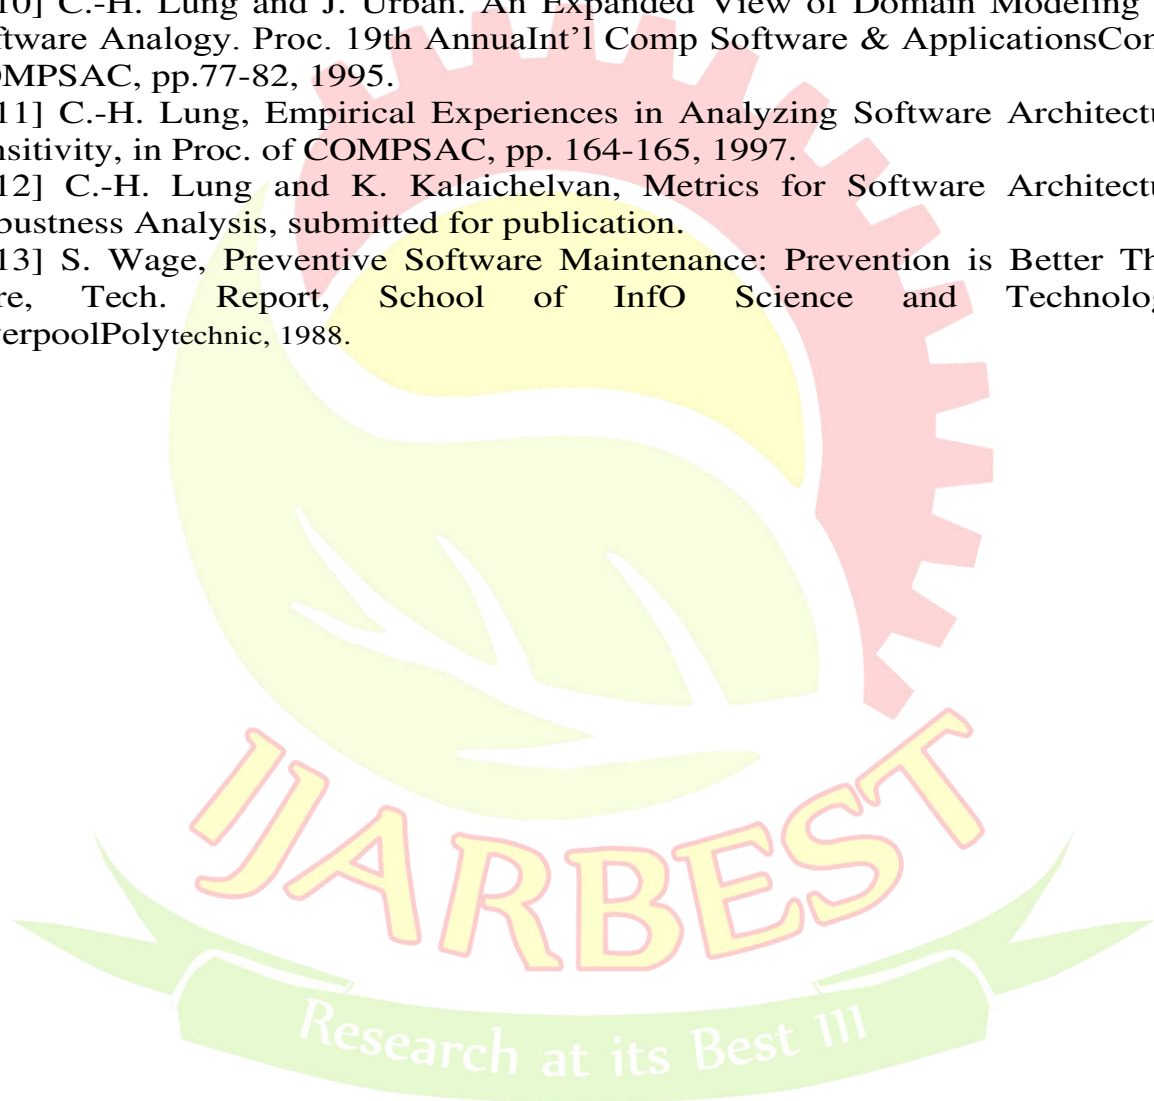 10] C.-H. Lung and J. Urban. An Expanded View of Domain Modeling
ftware Analogy. Proc. 19th AnnuaInt’l Comp Software & ApplicationsCon
OMPSAC, pp.77-82, 1995.
11] C.-H. Lung, Empirical Experiences in Analyzing Software Architectu
nsitivity, in Proc. of COMPSAC, pp. 164-165, 1997.
12] C.-H. Lung and K. Kalaichelvan, Metrics for Software Architectu
bustness Analysis, submitted for publication.
13] S. Wage, Preventive Software Maintenance: Prevention is Better Th
re, Tech. Report, School of InfO Science and Technolog
verpoolPolytechnic, 1988.
IJARBEST
Research at its Best !!!